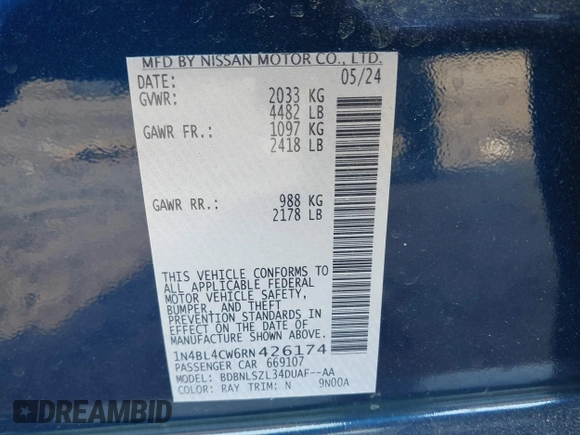 MFD BY NISSAN MOTOR CO., LTD.
DATE: 05/24
GVWR: 2033 KG
4482 LB
GAWR FR.: 1097 KG
2418 LB
GAWR RR.: 988 KG
2178 LB
THIS VEHICLE CONFORMS TO
ALL APPLICABLE FEDERAL
MOTOR VEHICLE SAFETY,
BUMPER, AND THEFT
PREVENTION STANDARDS IN
EFFECT ON THE DATE OF
MANUFACTURE SHOWN ABOVE.
1N4BL4CW6RN426174
PASSENGER CAR 669107
MODEL: BDBNLSZL34DUAF--AA
COLOR: RAY TRIM: N 9N00A